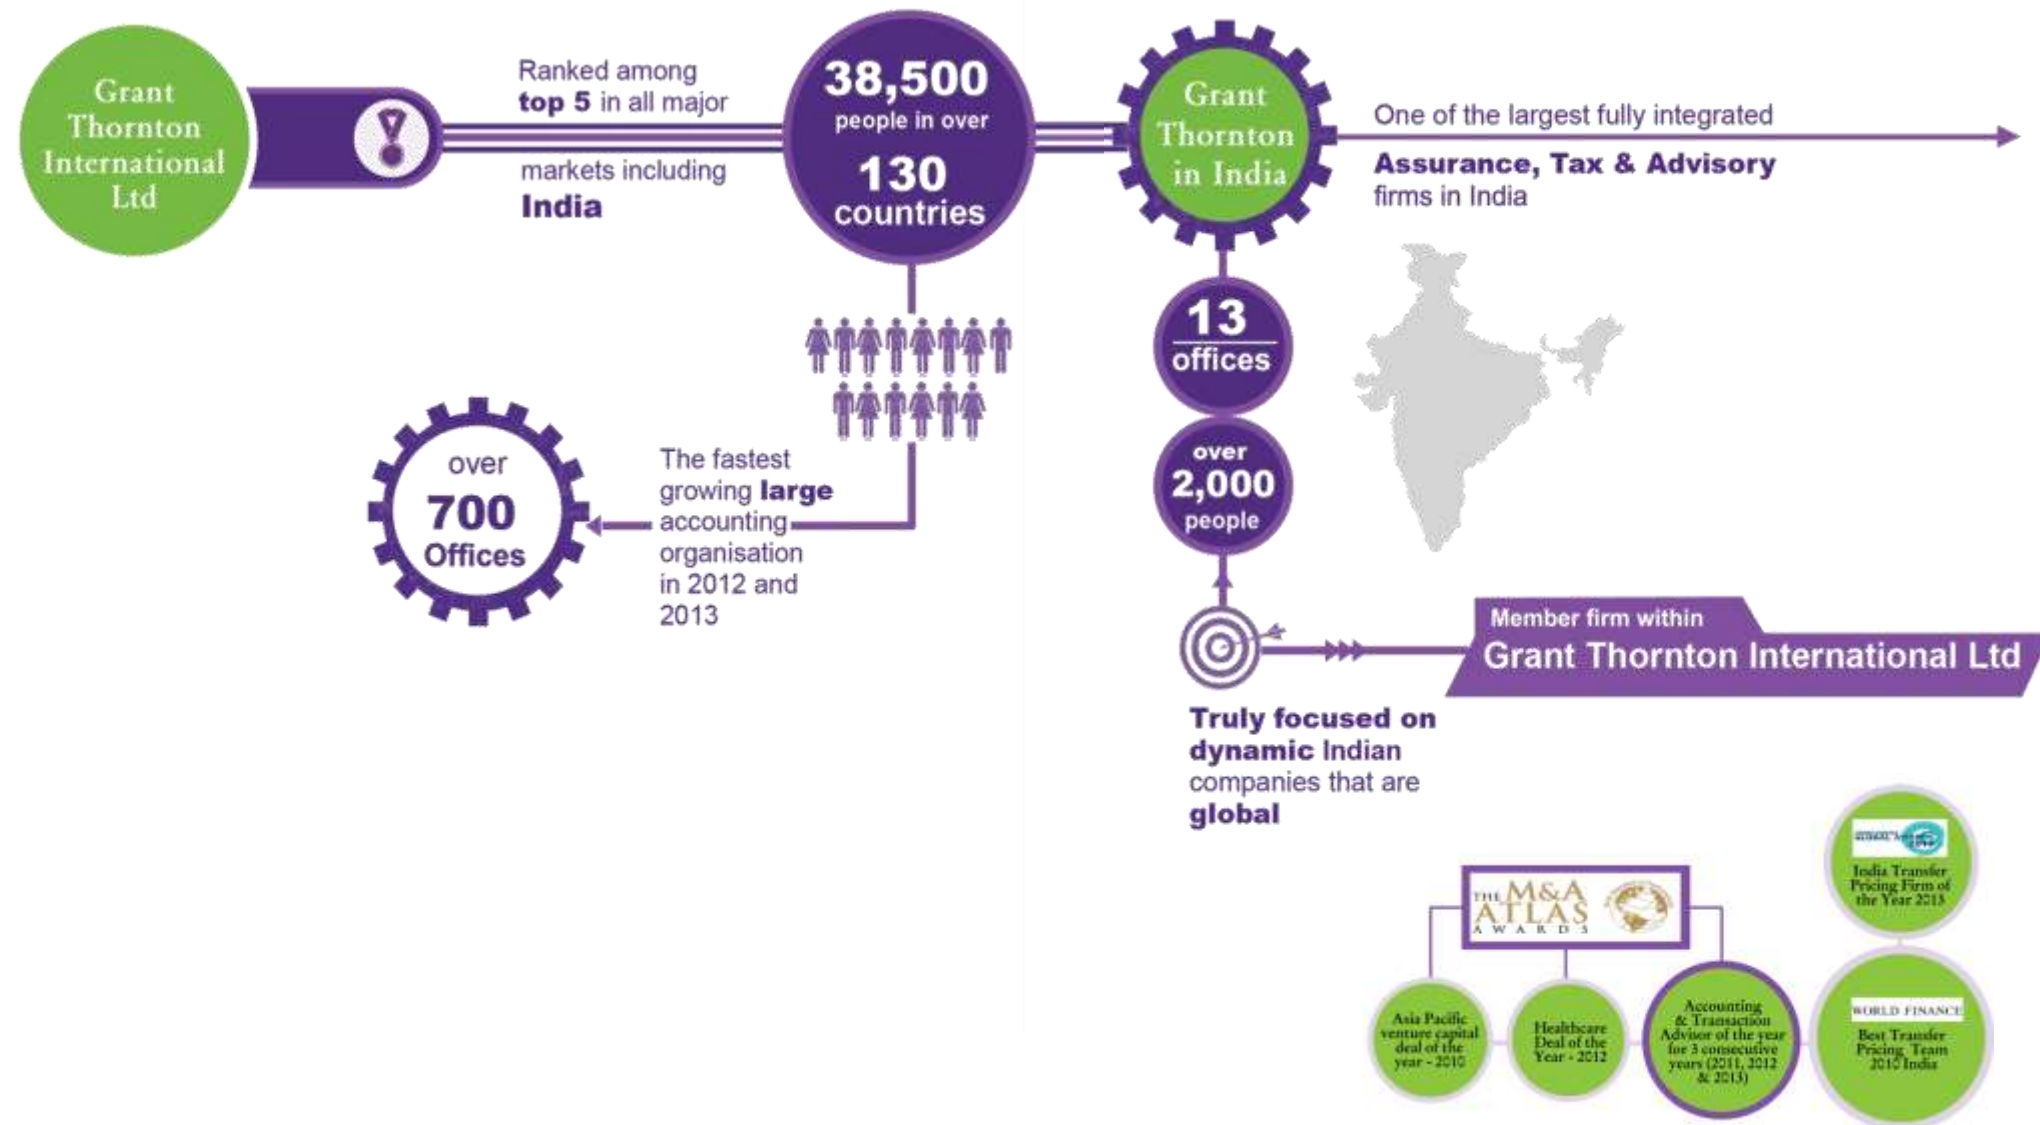 Grant
Thornton
International
Ltd
Ranked among
top 5 in all major
markets including
India
38,500
people in over
130
countries
The fastest
growing large
accounting
organisation
in 2012 and
2013
over
700
Offices
Grant
Thornton
in India
One of the largest fully integrated
Assurance, Tax & Advisory
firms in India
13
offices
over
2,000
people
Member firm within
Grant Thornton International Ltd
Truly focused on
dynamic Indian
companies that are
global
THE M&A
ATLAS
AWARDS
Asia Pacific
venture capital
deal of the
year - 2010
Healthcare
Deal of the
Year - 2012
Accounting
& Transaction
Advisor of the year
for 3 consecutive
years (2011, 2012
& 2013)
India Transfer
Pricing Firm of
the Year 2013
WORLD FINANCE
Best Transfer
Pricing Team
2010 India